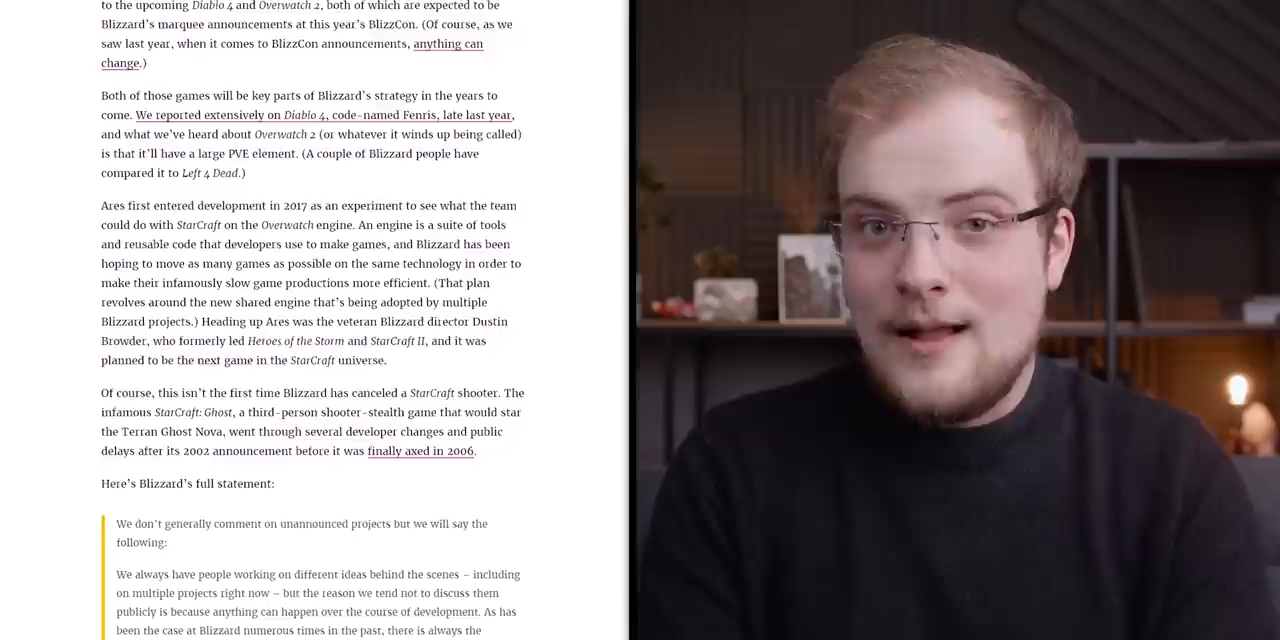 to the upcoming Diablo 4 and Overwatch 2, both of which are expected to be
Blizzard's marquee announcements at this year's BlizzCon. (Of course, as we
saw last year, when it comes to BlizzCon announcements, anything can
change.)
Both of those games will be key parts of Blizzard's strategy in the years to
come. We reported extensively on Diablo 4, code-named Fenris, late last year,
and what we've heard about Overwatch 2 (or whatever it winds up being called)
is that it'll have a large PVE element. (A couple of Blizzard people have
compared it to Left 4 Dead.)
Ares first entered development in 2017 as an experiment to see what the team
could do with StarCraft on the Overwatch engine. An engine is a suite of tools
and reusable code that developers use to make games, and Blizzard has been
hoping to move as many games as possible on the same technology in order to
make their infamously slow game productions more efficient. (That plan
revolves around the new shared engine that's being adopted by multiple
Blizzard projects.) Heading up Ares was the veteran Blizzard director Dustin
Browder, who formerly led Heroes of the Storm and StarCraft II, and it was
planned to be the next game in the StarCraft universe.
Of course, this isn't the first time Blizzard has canceled a StarCraft shooter. The
infamous StarCraft: Ghost, a third-person shooter-stealth game that would star
the Terran Ghost Nova, went through several developer changes and public
delays after its 2002 announcement before it was finally axed in 2006.
Here's Blizzard's full statement:
We don't generally comment on unannounced projects but we will say the
following:
We always have people working on different ideas behind the scenes – including
on multiple projects right now – but the reason we tend not to discuss them
publicly is because anything can happen over the course of development. As has
been the case at Blizzard numerous times in the past, there is always the